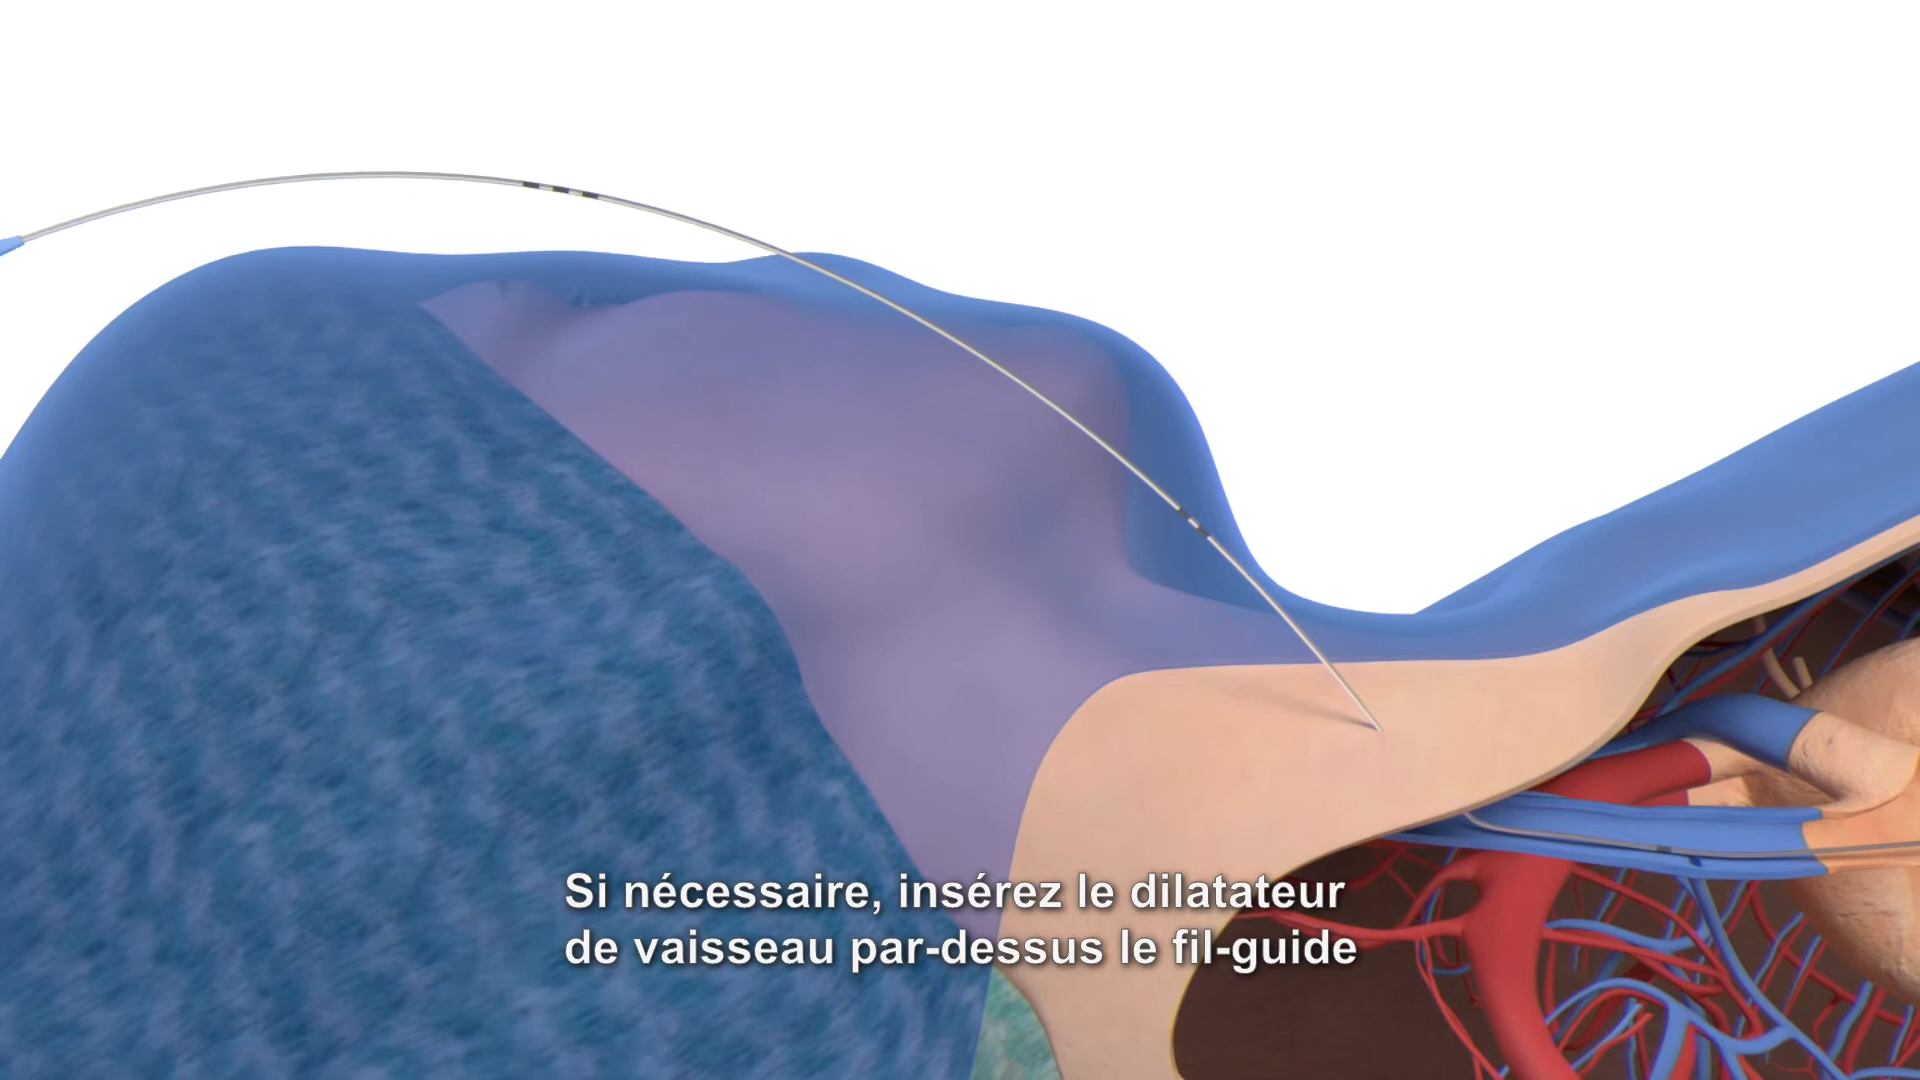 Si nécessaire, insérez le dilatateur
de vaisseau par-dessus le fil-guide